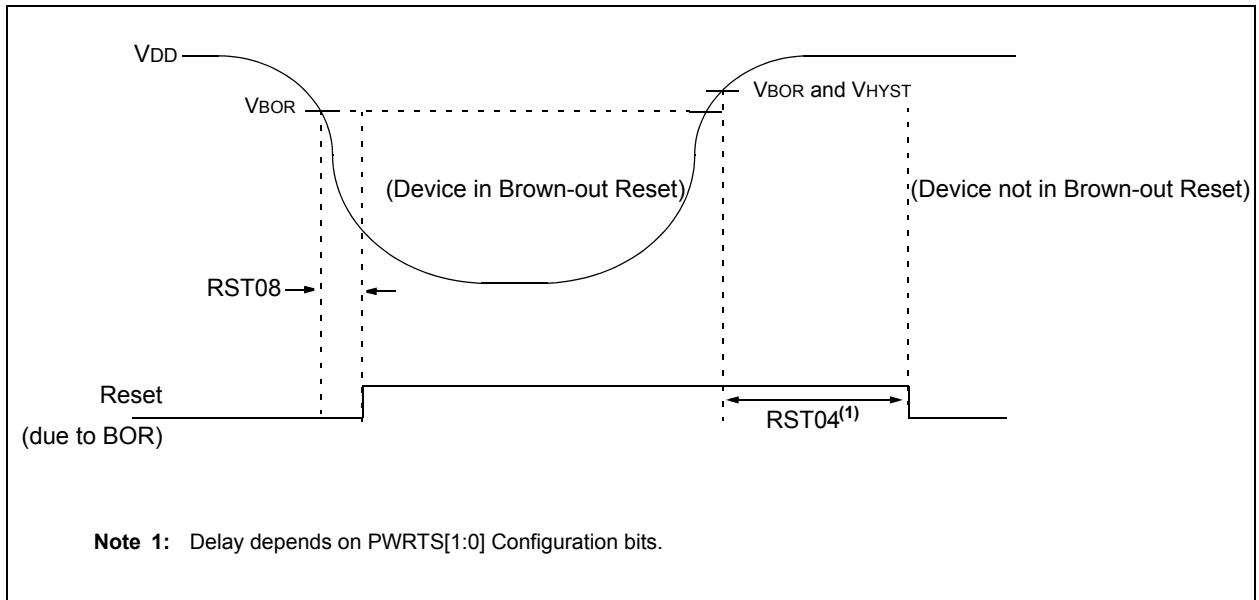 VDD
VBOR
VBOR and VHYST
(Device in Brown-out Reset)
(Device not in Brown-out Reset)
RST08
Reset
(due to BOR)
RST04(1)
Note 1: Delay depends on PWRTS[1:0] Configuration bits.